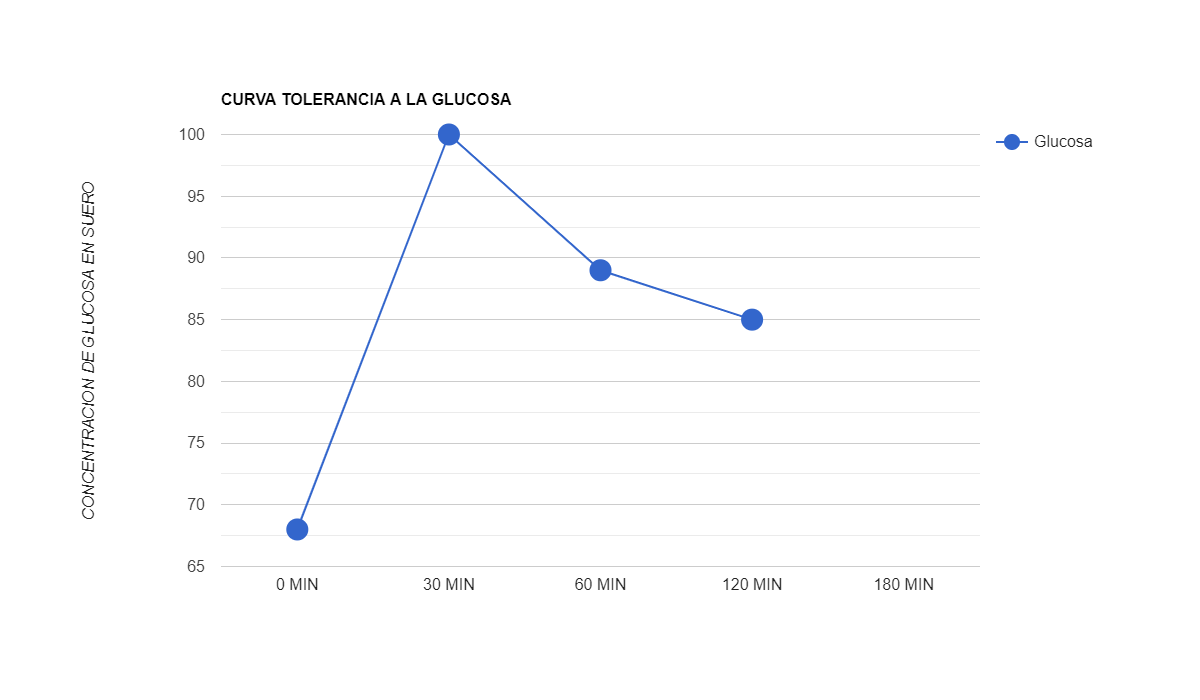 CURVA TOLERANCIA A LA GLUCOSA
Glucosa
CONCENTRACION DE GLUCOSA EN SUERO
100
95
90
85
80
75
70
65
0 MIN
30 MIN
60 MIN
120 MIN
180 MIN